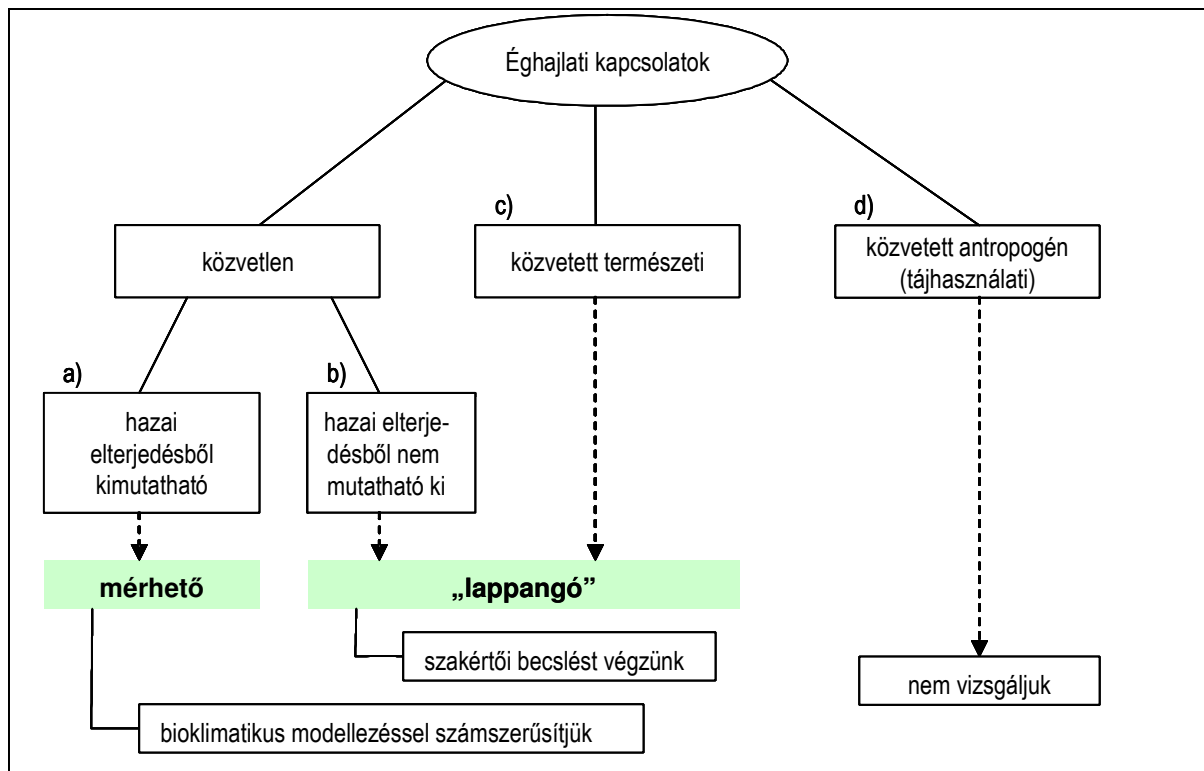 Éghajlati kapcsolatok
c)
d)
közvetlen
közvetett természeti
közvetett antropogén
(tájhasználati)
a)
b)
hazai
elterjedésből
kimutatható
hazai elterje-
désből nem
mutatható ki
mérhető
„lappangó”
szakértői becslést végzünk
nem vizsgáljuk
bioklimatikus modellezéssel számszerűsítjük